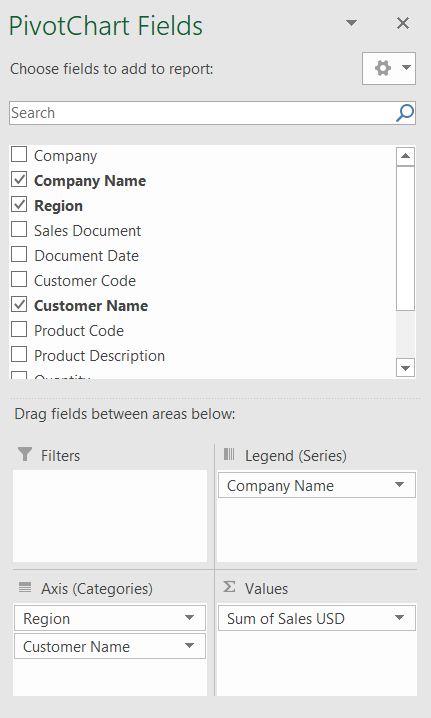 PivotChart Fields
Choose fields to add to report:
Search
Company
Company Name
Region
Sales Document
Document Date
Customer Code
Customer Name
Product Code
Product Description
Quantity
Drag fields between areas below:
Filters
Legend (Series)
Company Name
Axis (Categories)
Region
Customer Name
Σ Values
Sum of Sales USD